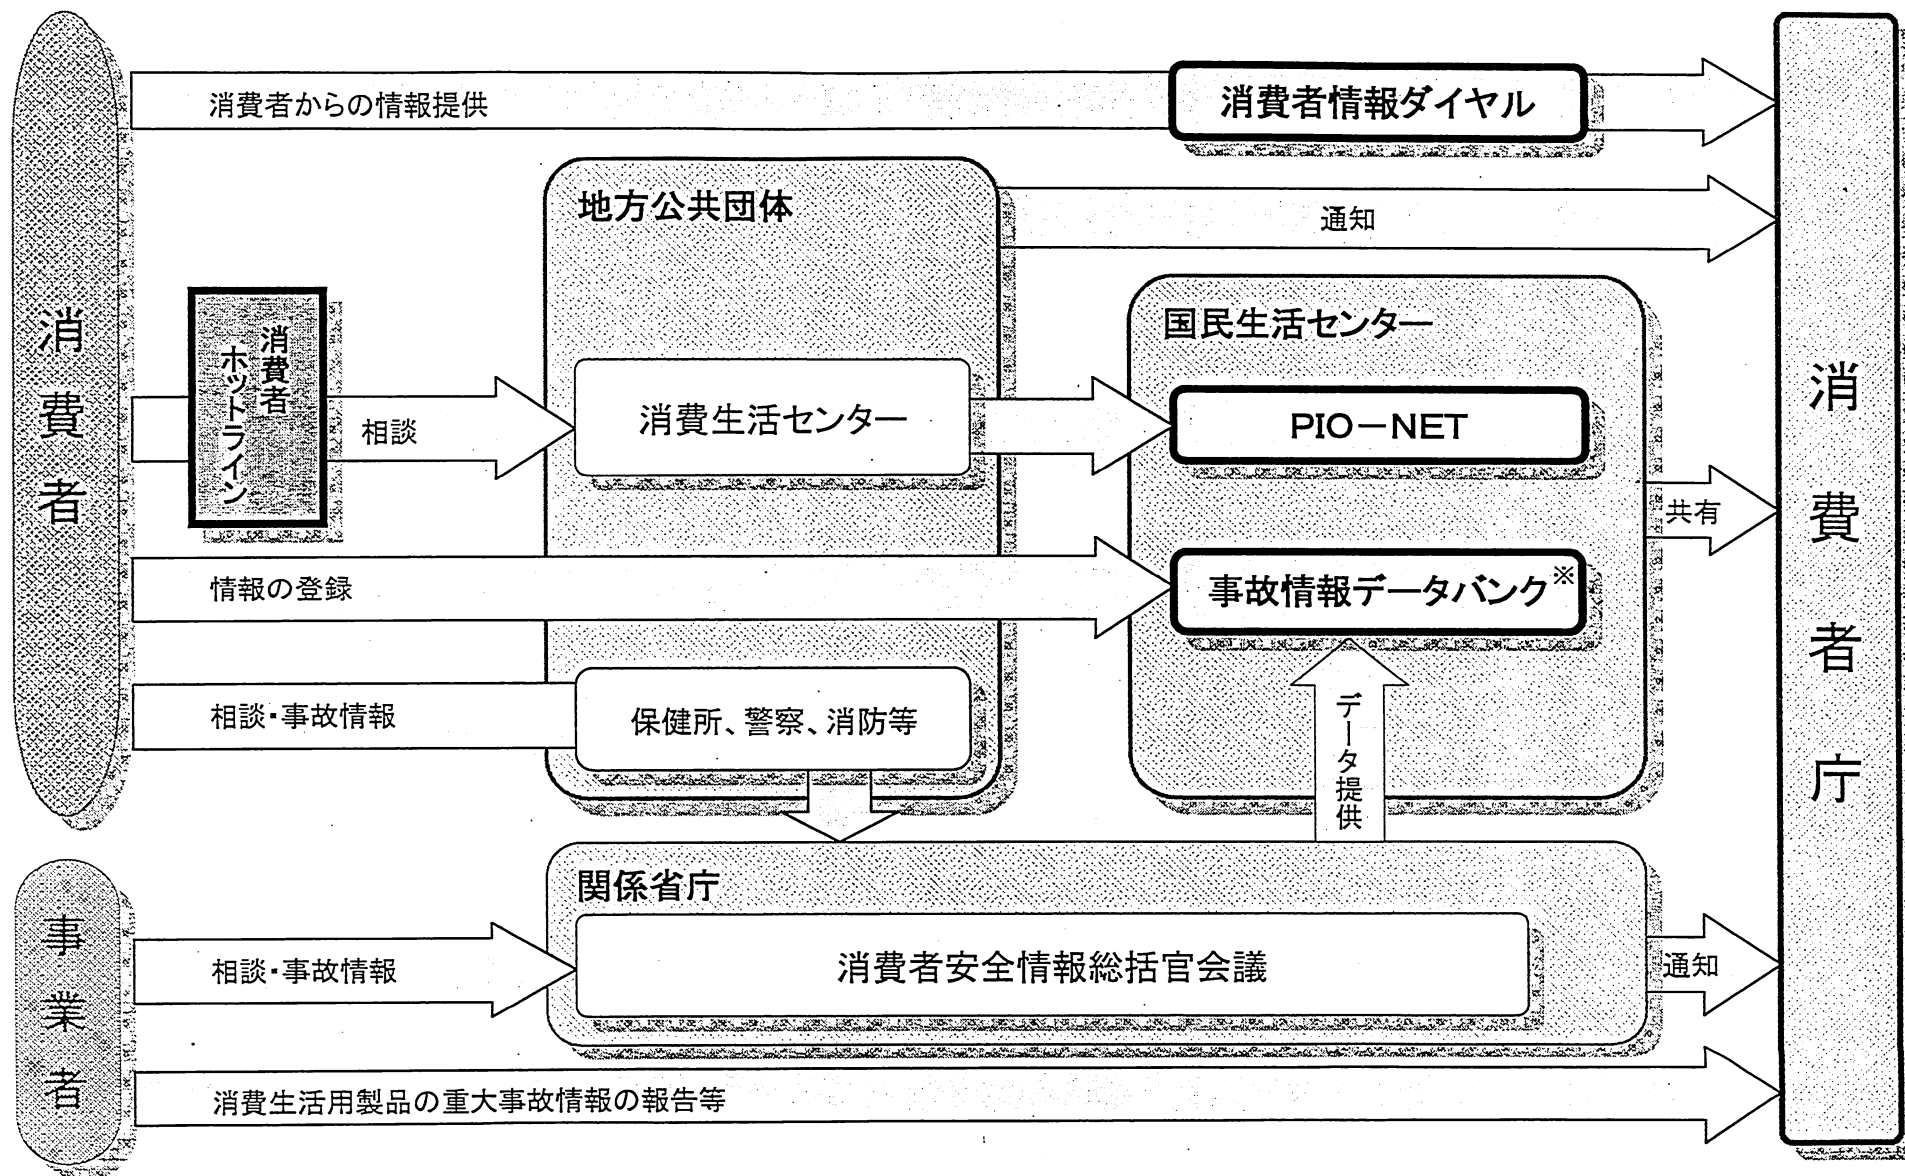 消費者
消費者からの情報提供
消費者情報ダイヤル
地方公共団体
通知
国民生活センター
消費者
ホットライン
相談
消費生活センター
PIO－NET
共有
情報の登録
事故情報データバンク※
相談・事故情報
保健所、警察、消防等
データ提供
関係省庁
消費者安全情報総括官会議
通知
事業者
相談・事故情報
消費生活用製品の重大事故情報の報告等
消費者庁